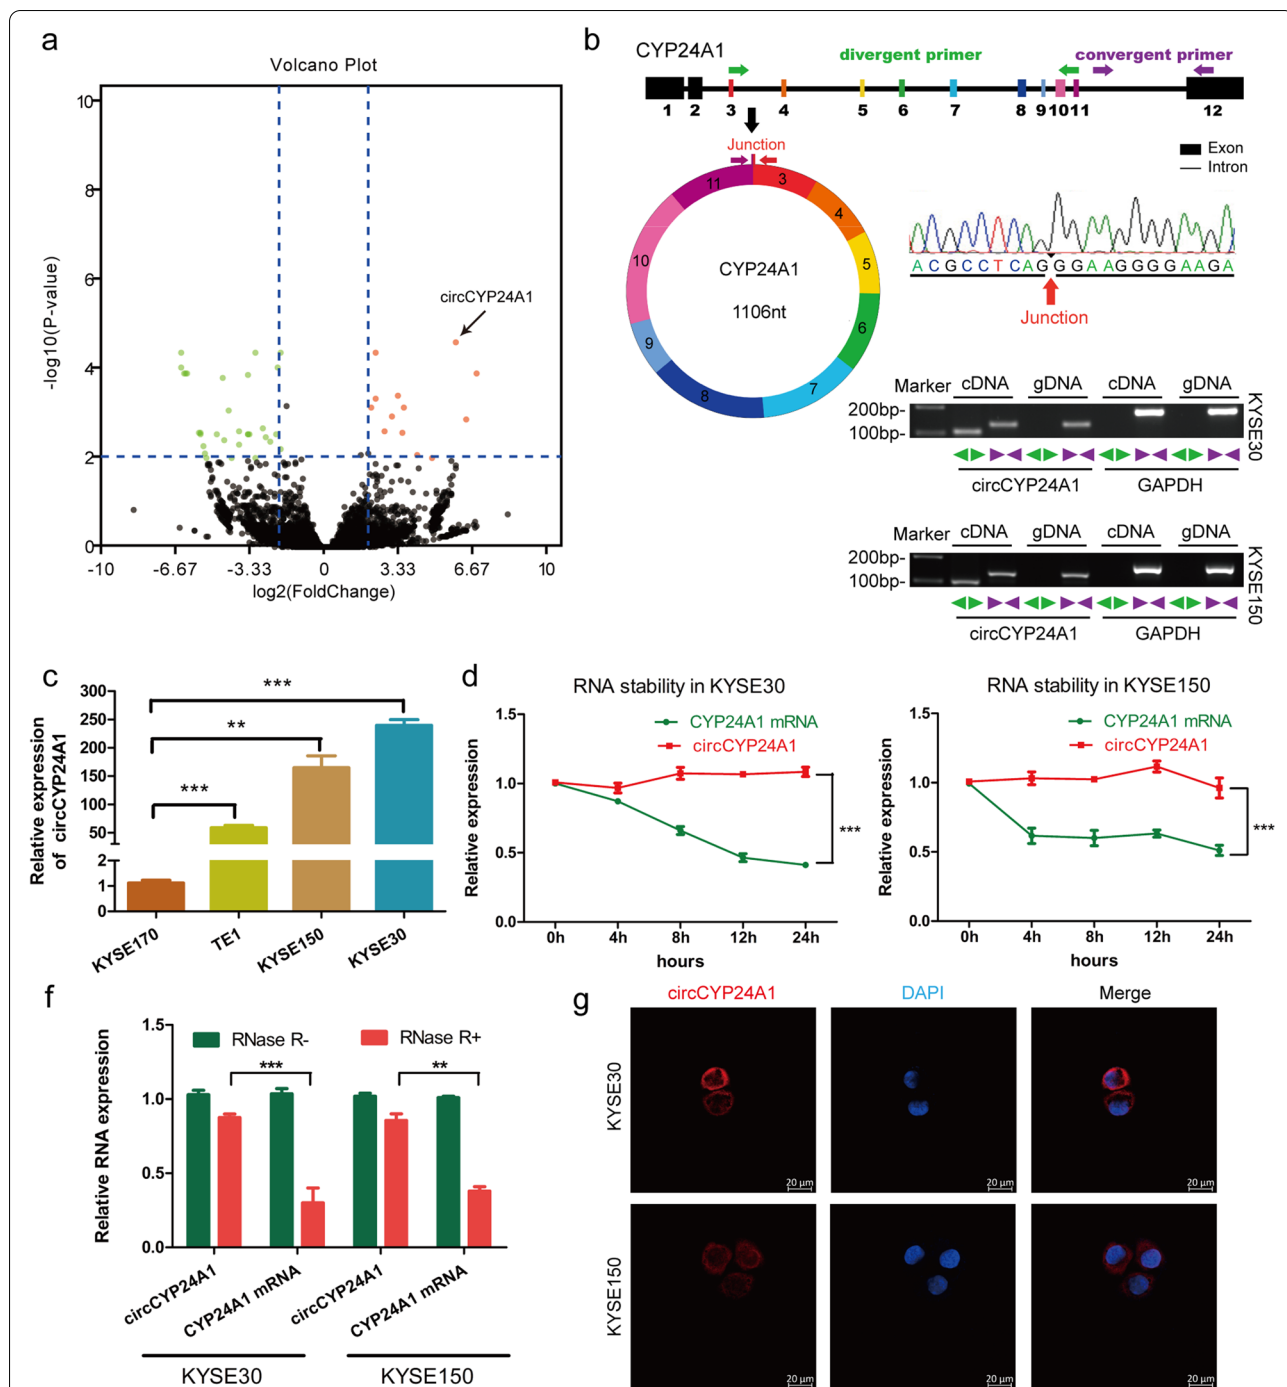 a
Volcano Plot
10
8
6
4
2
0
-log10(P-value)
circCYP24A1
-10 -6.67 -3.33 0 3.33 6.67 10
log2(FoldChange)
b
CYP24A1
divergent primer
convergent primer
1 2 3 4 5 6 7 8 9 10 11 12
Exon
Intron
Junction
11 3
4
10 5
CYP24A1
1106nt
9 6
8 7
ACGCCTCAGGGAAGGGGAAGA
Junction
Marker cDNA gDNA cDNA gDNA
200bp-
100bp-
KYSE30
circCYP24A1 GAPDH
Marker cDNA gDNA cDNA gDNA
200bp-
100bp-
KYSE150
circCYP24A1 GAPDH
c
Relative expression
of circCYP24A1
300
250
200
150
100
50
2
1
0
***
**
***
KYSE170 TE1 KYSE150 KYSE30
d
RNA stability in KYSE30
CYP24A1 mRNA
circCYP24A1
Relative expression
1.5
1.0
0.5
0.0
***
0h 4h 8h 12h 24h
hours
RNA stability in KYSE150
CYP24A1 mRNA
circCYP24A1
Relative expression
1.5
1.0
0.5
0.0
***
0h 4h 8h 12h 24h
hours
f
Relative RNA expression
1.5
1.0
0.5
0.0
RNase R- RNase R+
*** **
circCYP24A1 CYP24A1 mRNA circCYP24A1 CYP24A1 mRNA
KYSE30 KYSE150
g
circCYP24A1 DAPI Merge
KYSE30
20 μm 20 μm 20 μm
KYSE150
20 μm 20 μm 20 μm